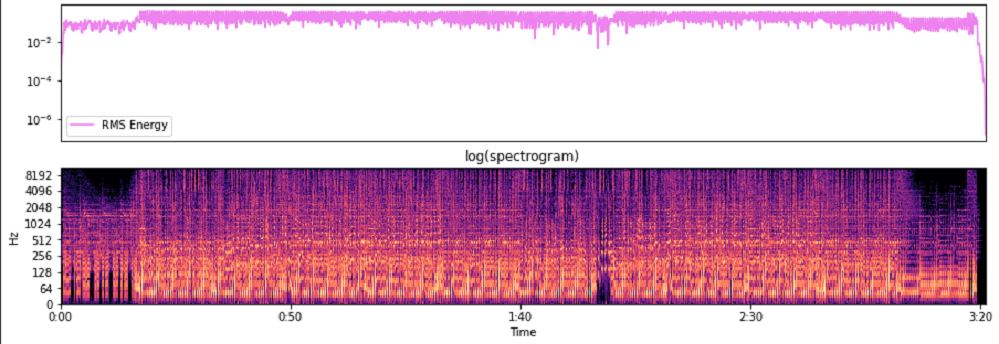 10⁻²
10⁻⁴
10⁻⁶
RMS Energy
log(spectrogram)
8192
4096
2048
1024
512
256
128
64
0
Hz
0:00 0:50 1:40 2:30 3:20
Time